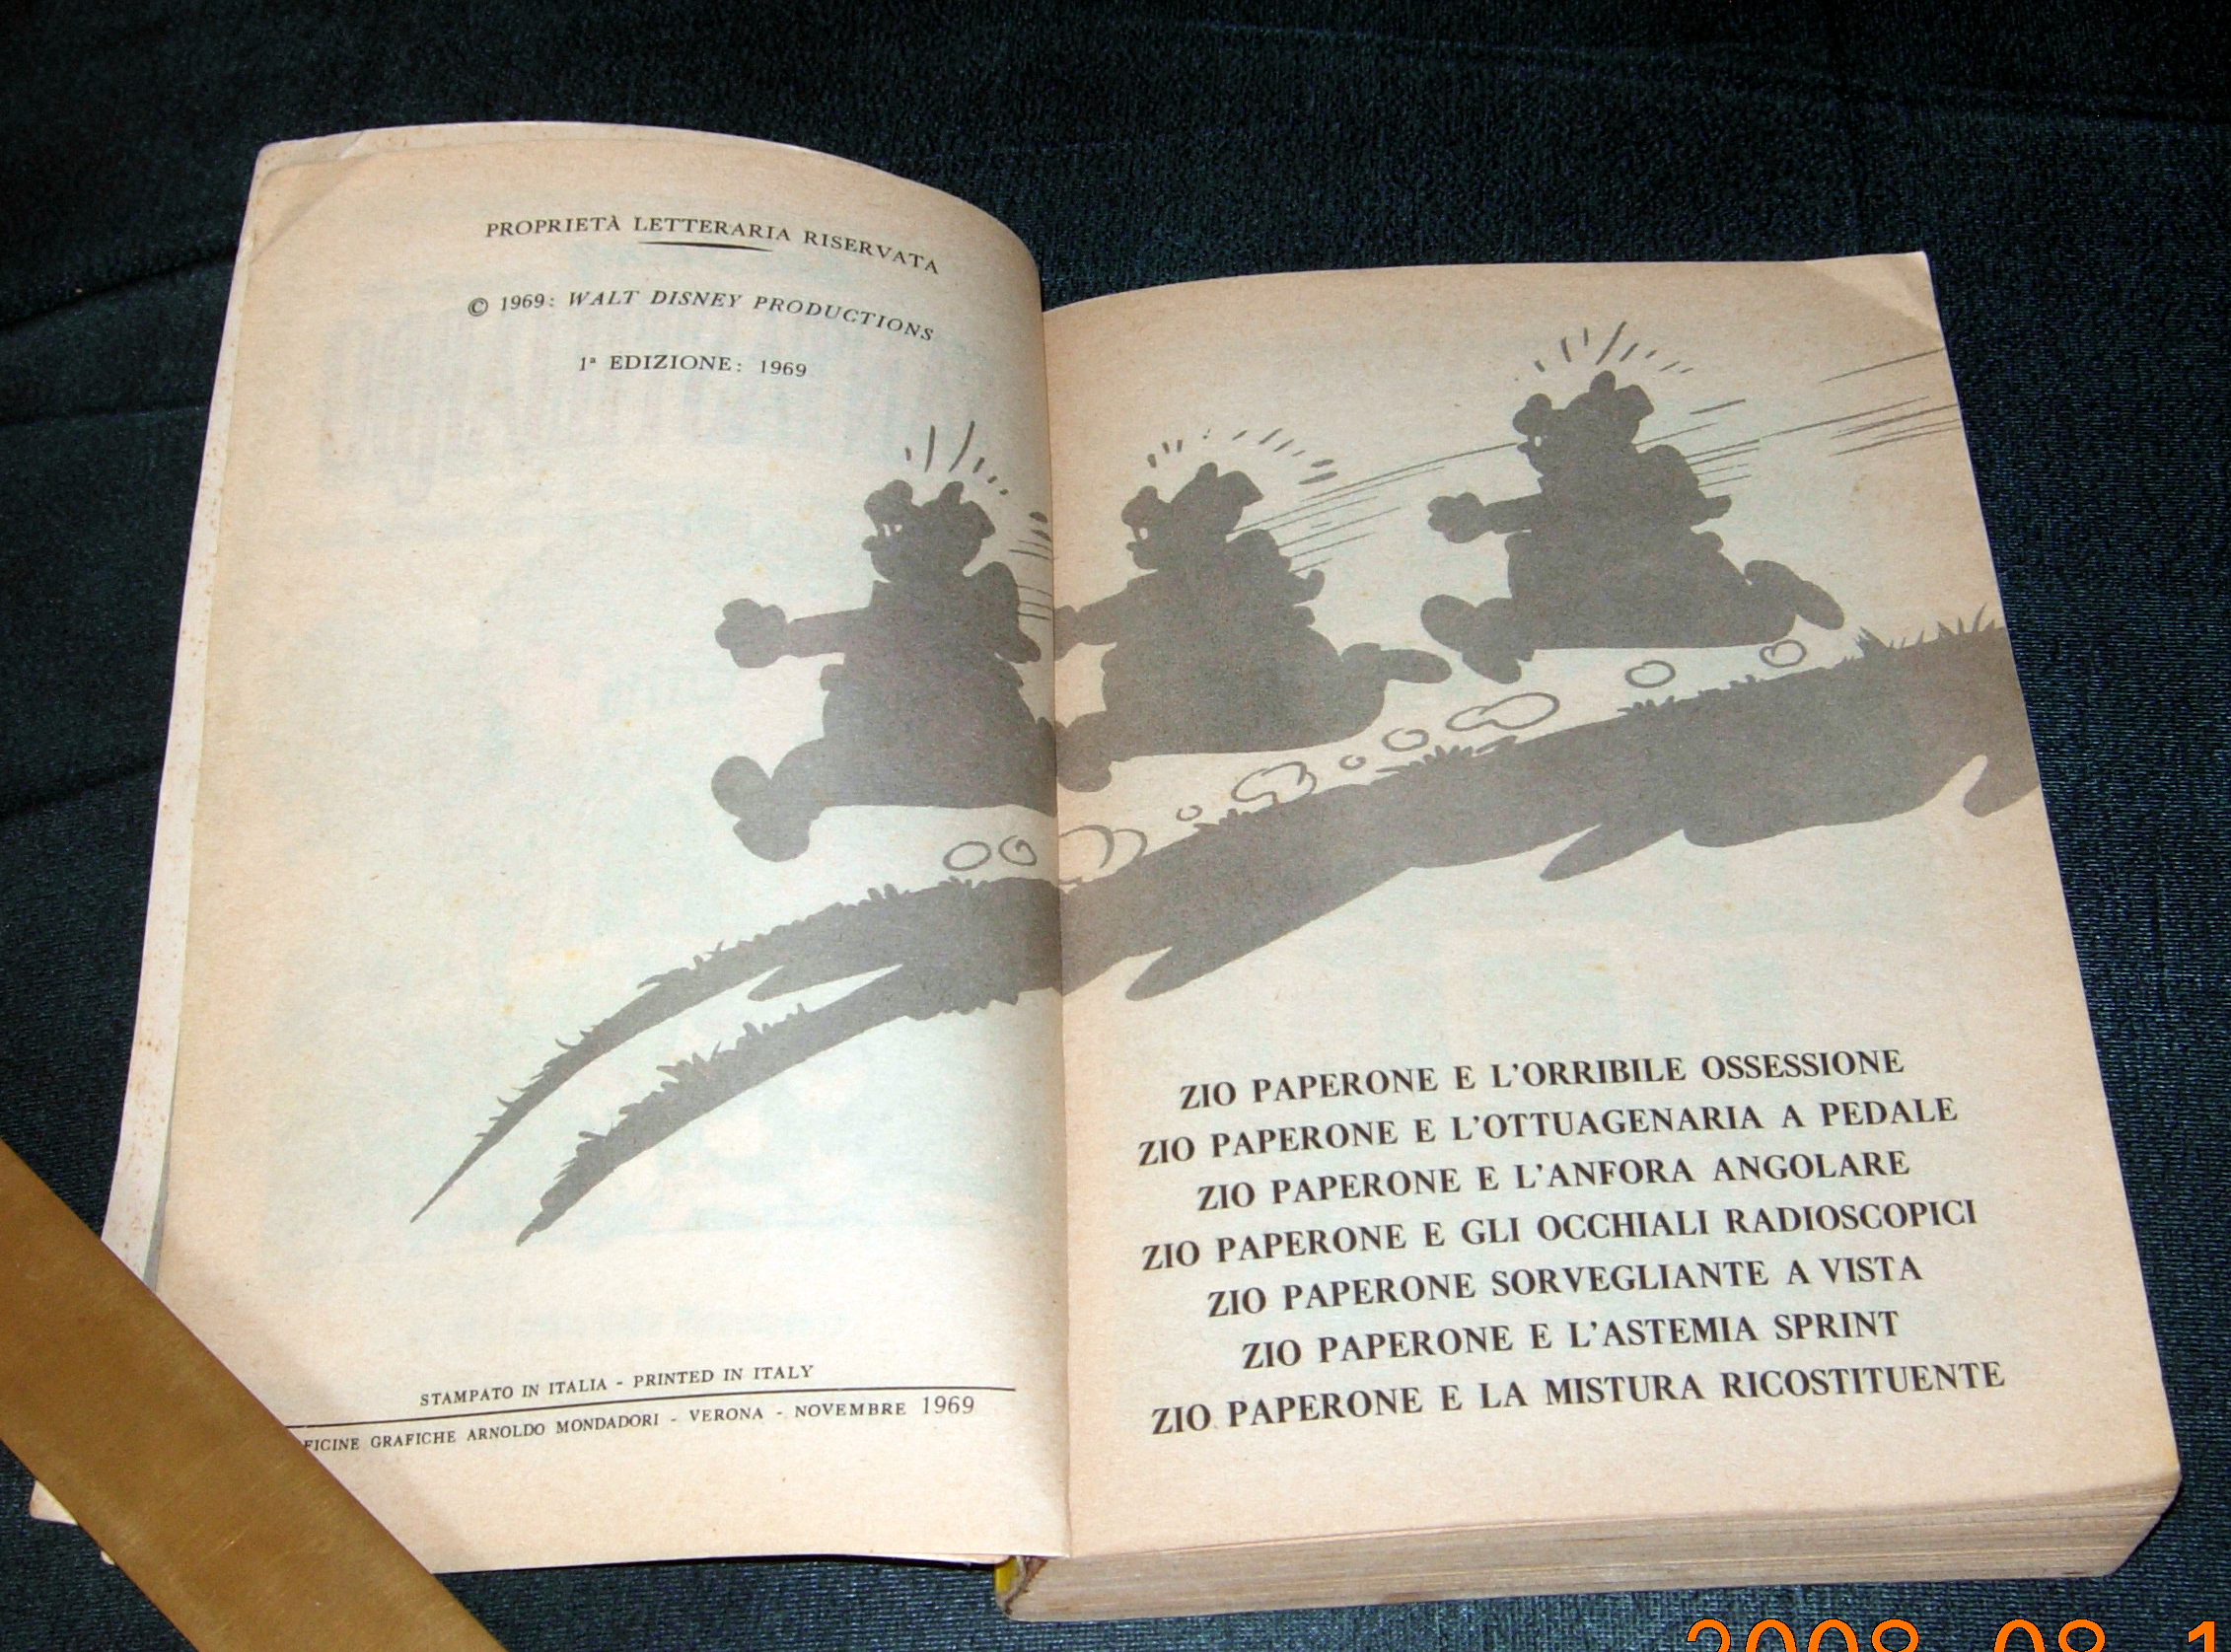 PROPRIETÀ LETTERARIA RISERVATA
© 1969: WALT DISNEY PRODUCTIONS
1ª EDIZIONE: 1969
STAMPATO IN ITALIA - PRINTED IN ITALY
GRAFICHE ARNOLDO MONDADORI - VERONA - NOVEMBRE 1969
ZIO PAPERONE E L'ORRIBILE OSSESSIONE
ZIO PAPERONE E L'OTTUAGENARIA A PEDALE
ZIO PAPERONE E L'ANFORA ANGOLARE
ZIO PAPERONE E GLI OCCHIALI RADIOSCOPICI
ZIO PAPERONE SORVEGLIANTE A VISTA
ZIO PAPERONE E L'ASTEMIA SPRINT
ZIO PAPERONE E LA MISTURA RICOSTITUENTE